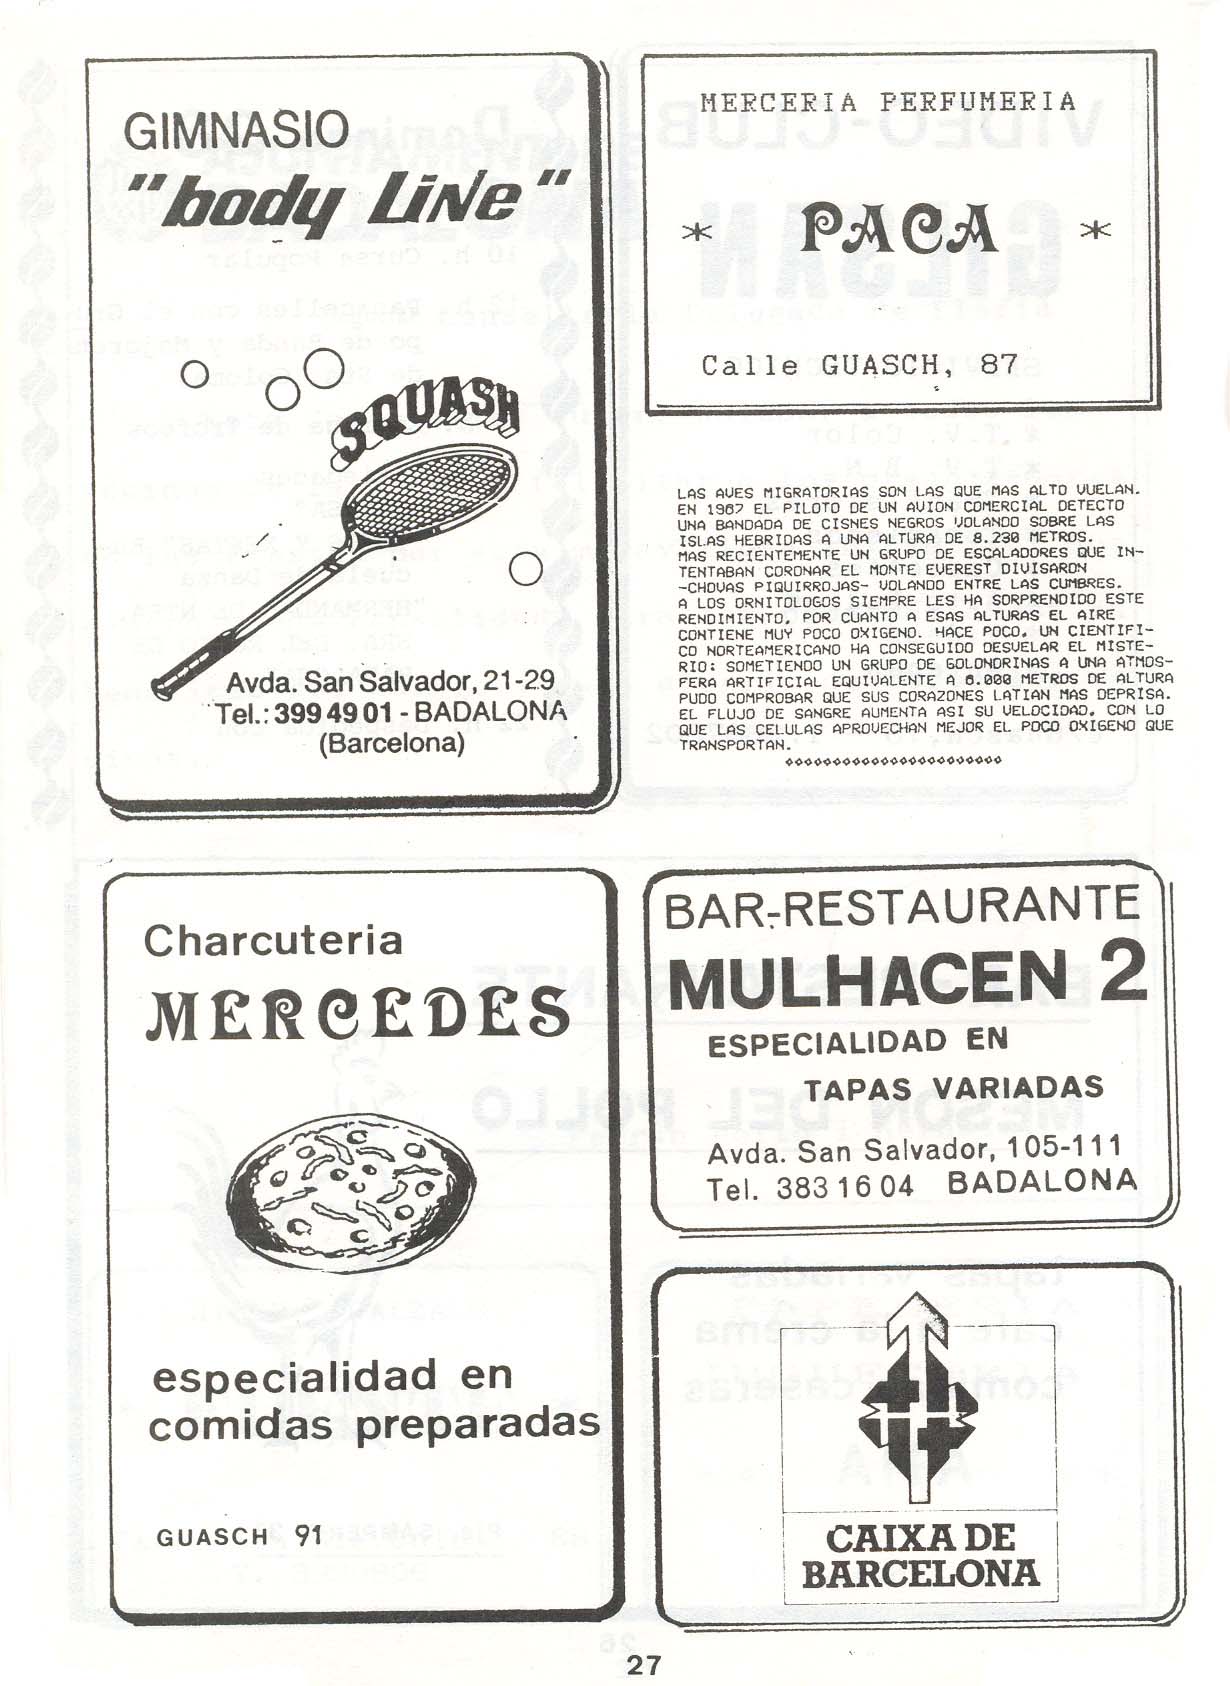 GIMNASIO
"body LiNe"
SQUASH
Avda. San Salvador, 21-29
Tel.: 399 49 01 - BADALONA
(Barcelona)
MERCERIA PERFUMERIA
* PACA *
Calle GUASCH, 87
LAS AVES MIGRATORIAS SON LAS QUE MAS ALTO VUELAN.
EN 1967 EL PILOTO DE UN AVION COMERCIAL DETECTO
UNA BANDADA DE CISNES NEGROS VOLANDO SOBRE LAS
ISLAS HEBRIDAS A UNA ALTURA DE 8.230 METROS.
MAS RECIENTEMENTE UN GRUPO DE ESCALADORES QUE IN-
TENTABAN CORONAR EL MONTE EVEREST DIVISARON
-CHOVAS PIQUIRROJAS- VOLANDO ENTRE LAS CUMBRES.
A LOS ORNITOLOGOS SIEMPRE LES HA SORPRENDIDO ESTE
RENDIMIENTO, POR CUANTO A ESAS ALTURAS EL AIRE
CONTIENE MUY POCO OXIGENO. HACE POCO, UN CIENTIFI-
CO NORTEAMERICANO HA CONSEGUIDO DESVELAR EL MISTE-
RIO: SOMETIENDO UN GRUPO DE GOLONDRINAS A UNA ATMOS-
FERA ARTIFICIAL EQUIVALENTE A 6.000 METROS DE ALTURA
PUDO COMPROBAR QUE SUS CORAZONES LATIAN MAS DEPRISA.
EL FLUJO DE SANGRE AUMENTA ASI SU VELOCIDAD, CON LO
QUE LAS CELULAS APROVECHAN MEJOR EL POCO OXIGENO QUE
TRANSPORTAN.
Charcuteria
MERCEDES
especialidad en
comidas preparadas
GUASCH 91
BAR-RESTAURANTE
MULHACEN 2
ESPECIALIDAD EN
TAPAS VARIADAS
Avda. San Salvador, 105-111
Tel. 383 16 04 BADALONA
CAIXA DE
BARCELONA
27